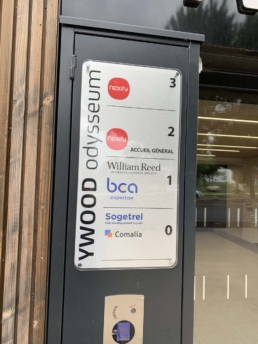 YWOOD odysseum
nexity
3
nexity
2
ACCUEIL GÉNÉRAL
William Reed
1
bca
expertise
Sogetrel
0
Comalia